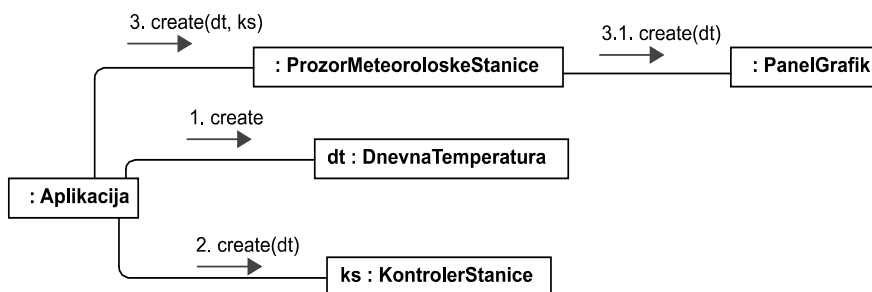 3. create(dt, ks)
3.1. create(dt)
: ProzorMeteoroloskeStanice
: PanelGrafik
1. create
dt : DnevnaTemperatura
: Aplikacija
2. create(dt)
ks : KontrolerStanice